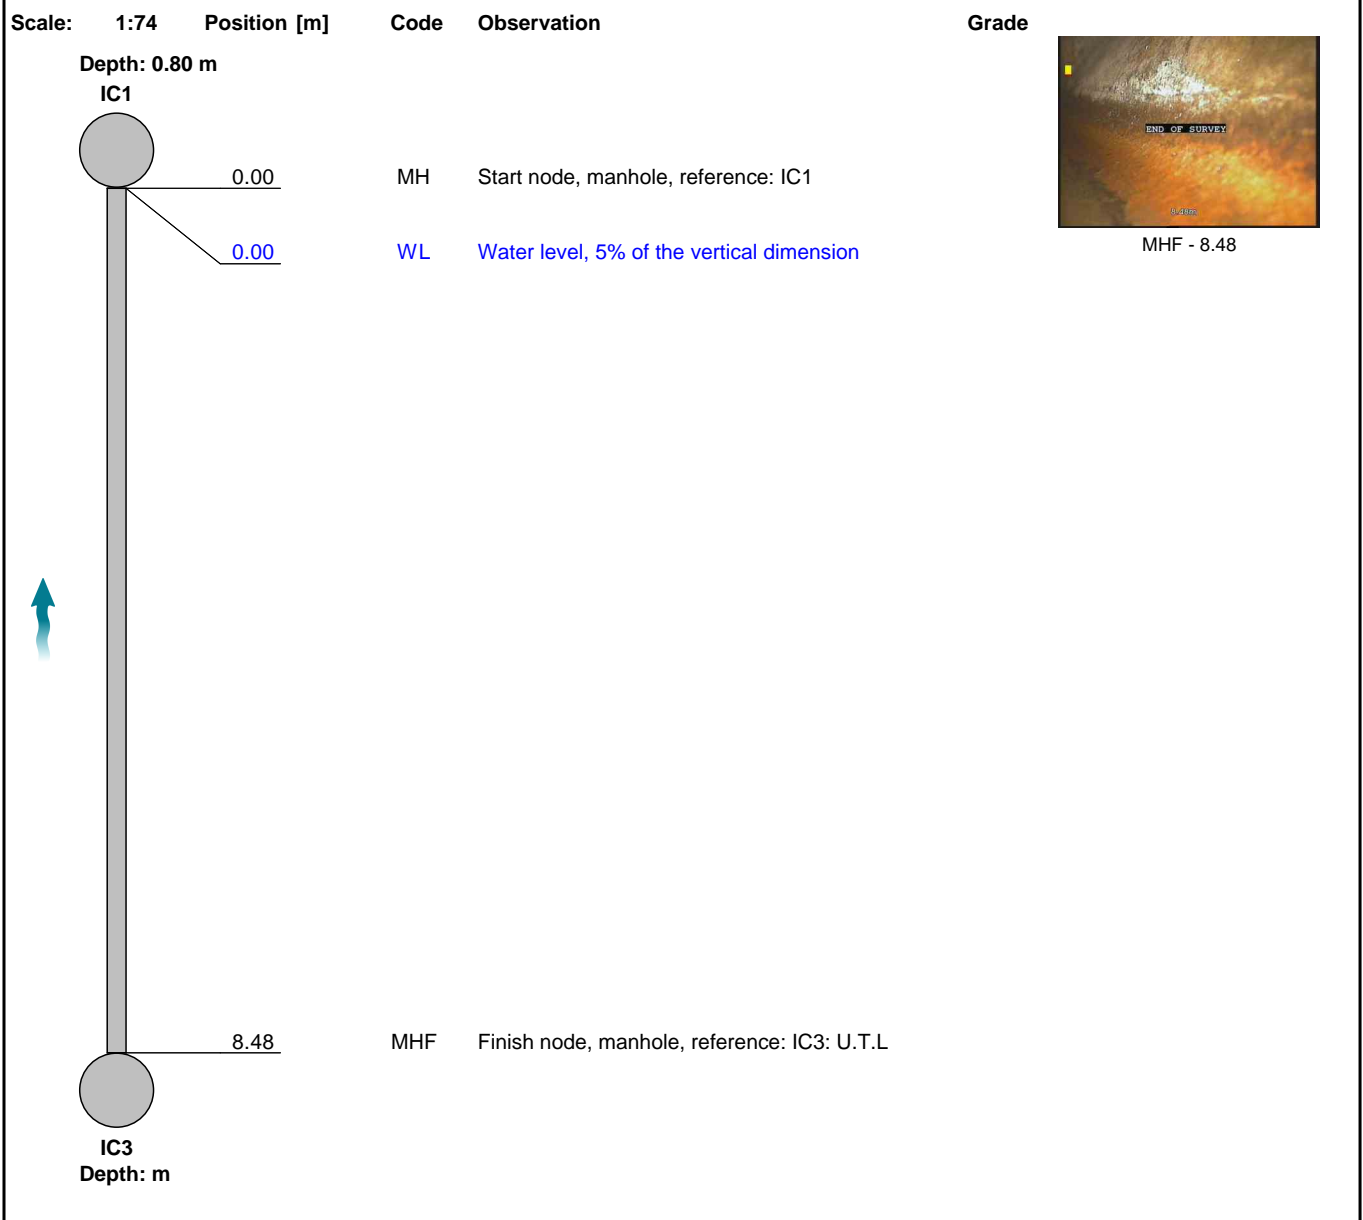 Scale: 1:74 Position [m] Code Observation Grade
Depth: 0.80 m
IC1
0.00 MH Start node, manhole, reference: IC1
0.00 WL Water level, 5% of the vertical dimension
END OF SURVEY
8.48m
MHF - 8.48
8.48 MHF Finish node, manhole, reference: IC3: U.T.L
IC3
Depth: m